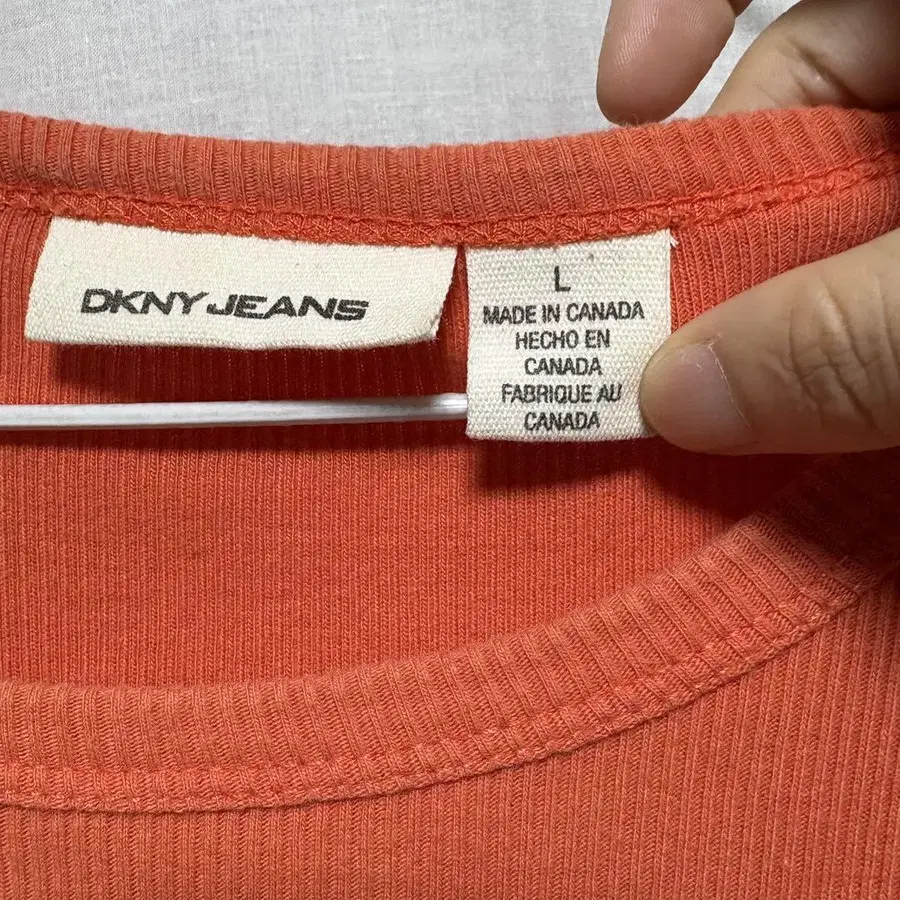 DKNY JEANS
L
MADE IN CANADA
HECHO EN
CANADA
FABRIQUE AU
CANADA